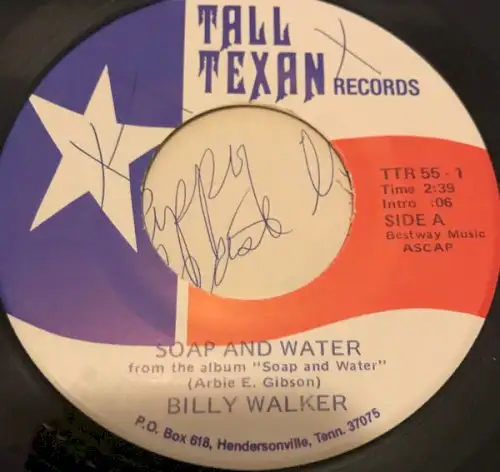 TALL
TEXAN RECORDS
TTR 55 - 1
Time 2:39
Intro :06
SIDE A
Bestway Music
ASCAP
SOAP AND WATER
from the album "Soap and Water"
(Arbie E. Gibson)
BILLY WALKER
P.O. Box 618, Hendersonville, Tenn. 37075